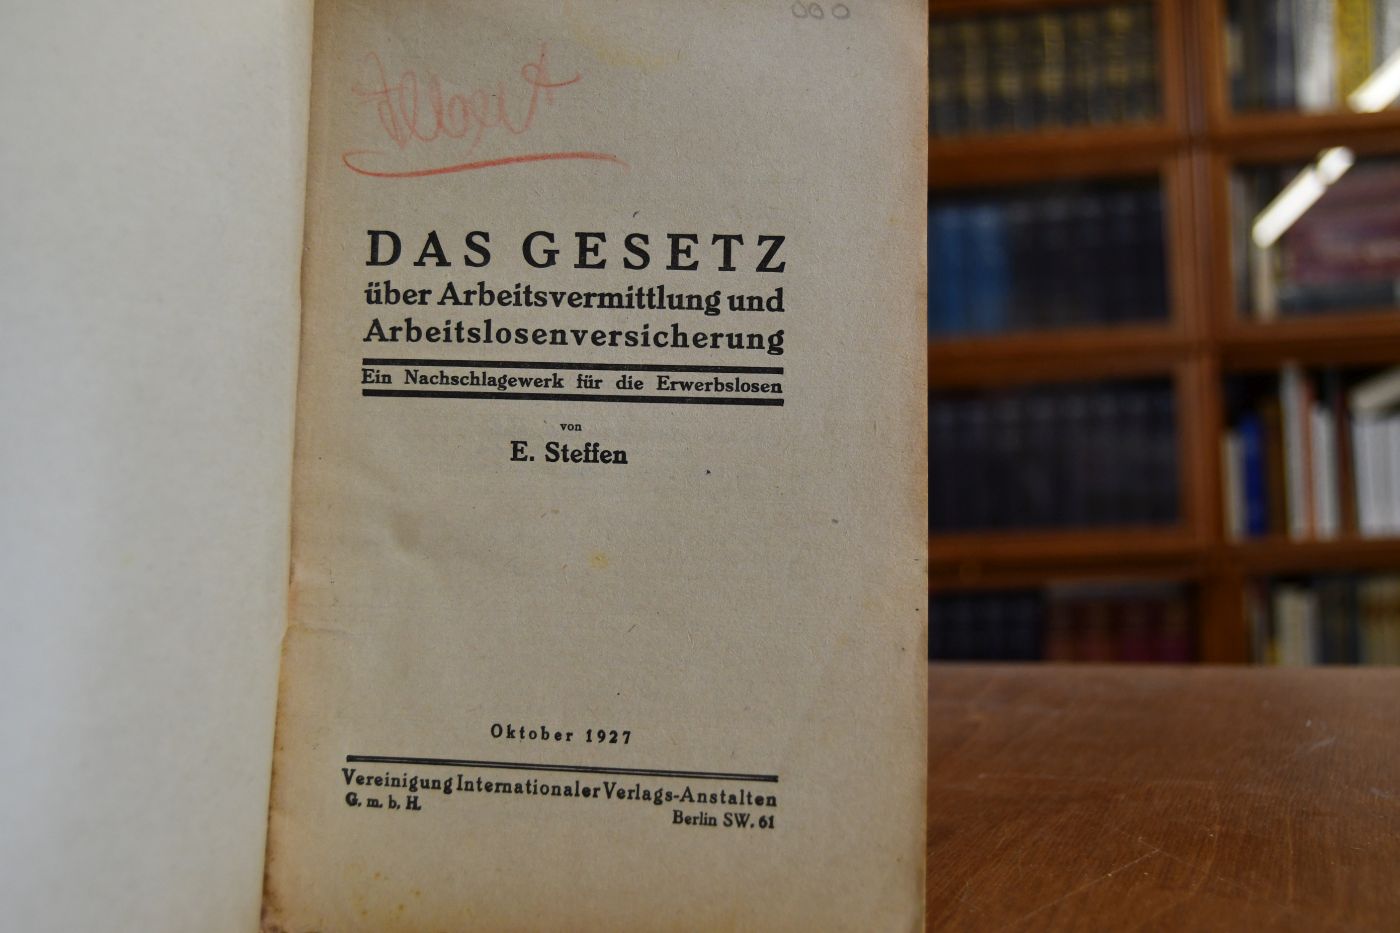 DAS GESETZ
über Arbeitsvermittlung und
Arbeitslosenversicherung
Ein Nachschlagewerk für die Erwerbslosen
von
E. Steffen
Oktober 1927
Vereinigung Internationaler Verlags-Anstalten
G. m. b. H.
Berlin SW. 61